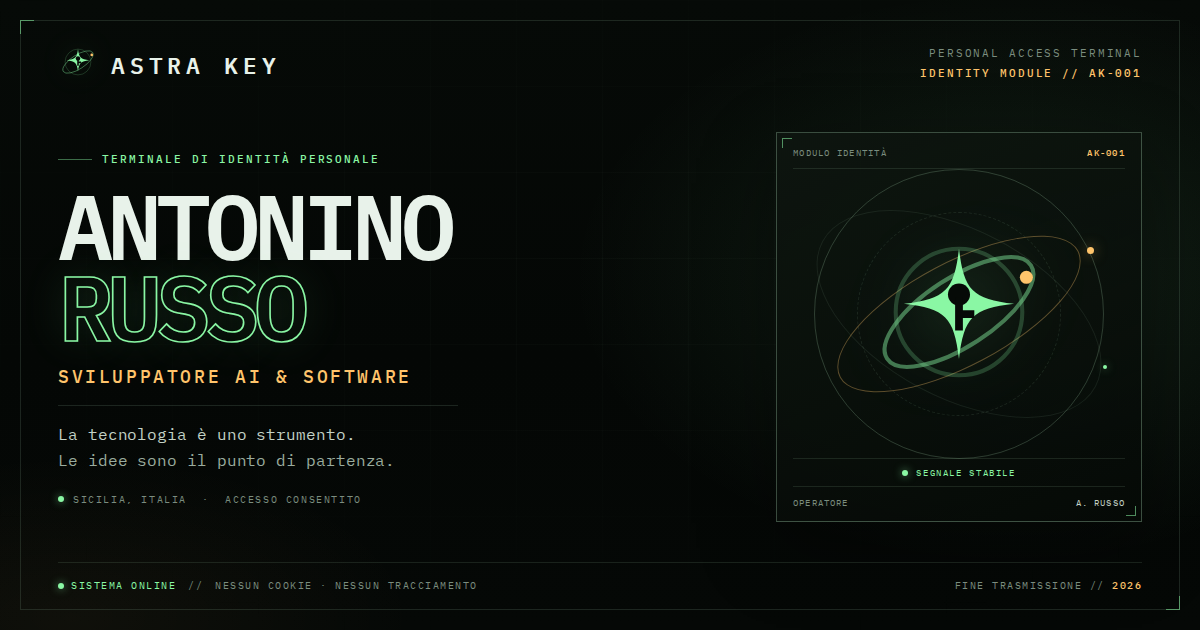 ASTRA KEY
PERSONAL ACCESS TERMINAL
IDENTITY MODULE // AK-001
TERMINALE DI IDENTITÀ PERSONALE
ANTONINO
RUSSO
SVILUPPATORE AI & SOFTWARE
La tecnologia è uno strumento.
Le idee sono il punto di partenza.
SICILIA, ITALIA · ACCESSO CONSENTITO
MODULO IDENTITÀ AK-001
SEGNALE STABILE
OPERATORE A. RUSSO
SISTEMA ONLINE // NESSUN COOKIE · NESSUN TRACCIAMENTO
FINE TRASMISSIONE // 2026